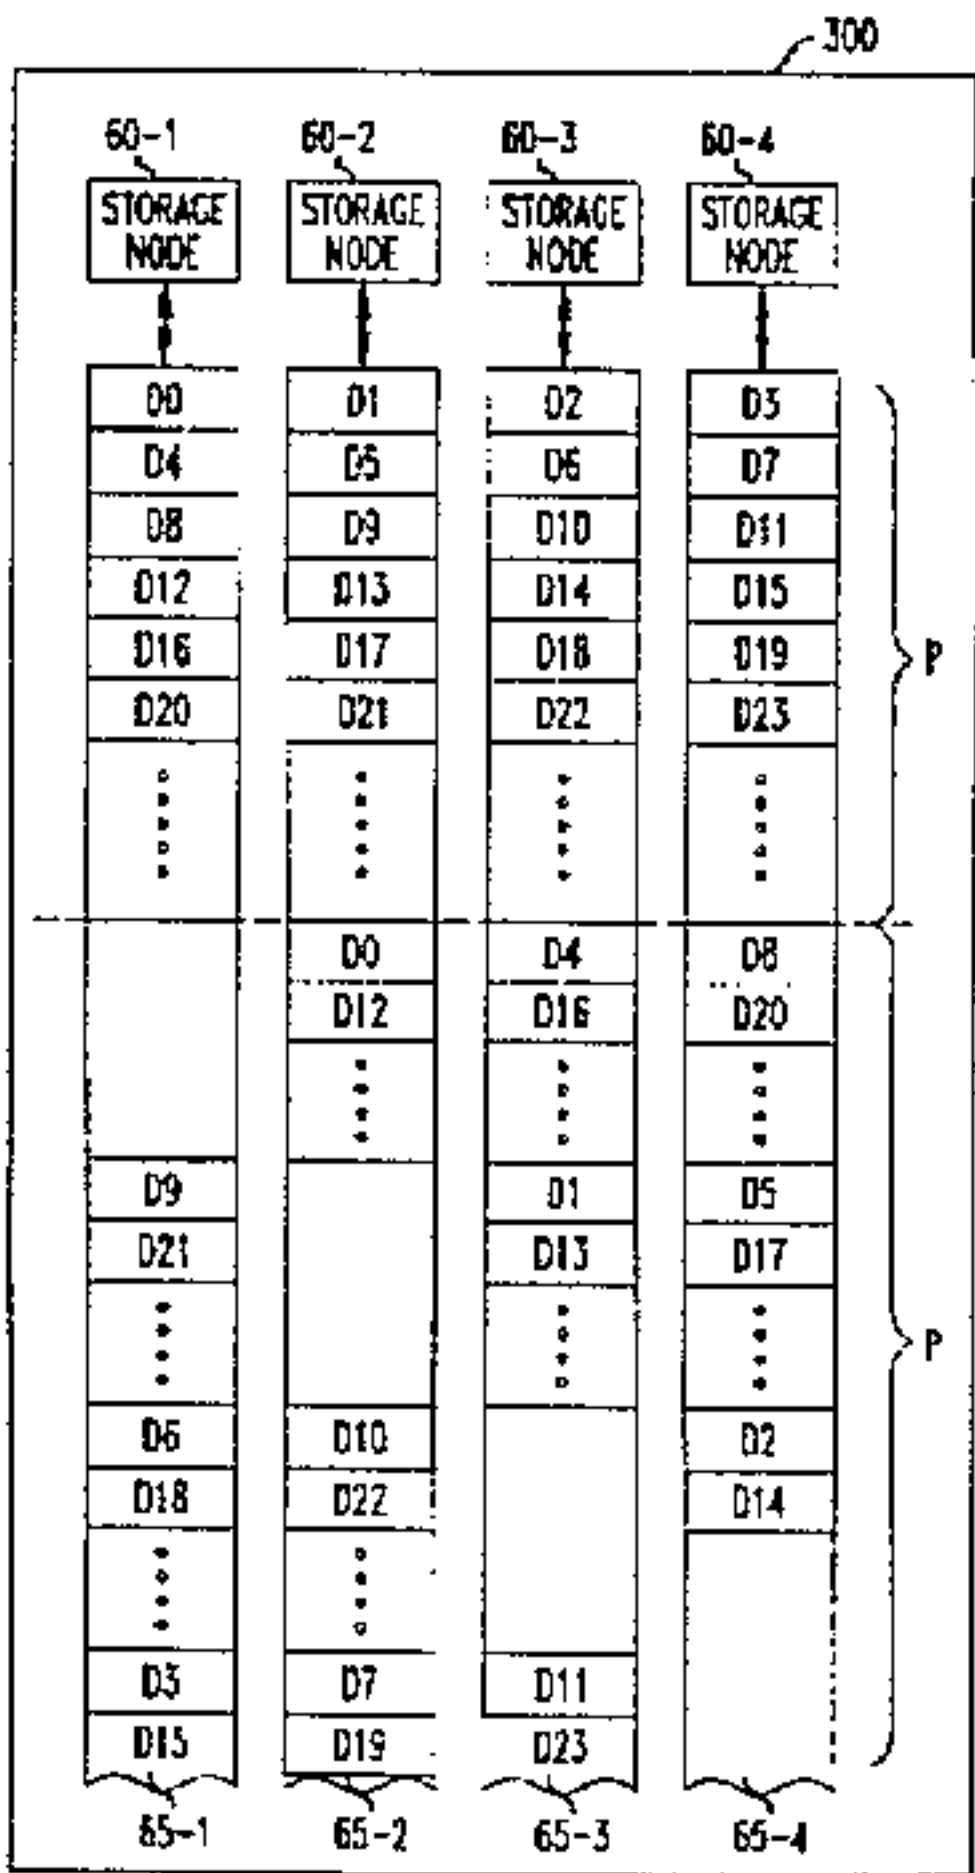 300
60-1 60-2 60-3 60-4
STORAGE NODE STORAGE NODE STORAGE NODE STORAGE NODE
D0 D1 D2 D3
D4 D5 D6 D7
D8 D9 D10 D11
D12 D13 D14 D15
D16 D17 D18 D19
P
D20 D21 D22 D23
D0 D4 D8
D12 D16 D20
D9 D1 D5
D21 D13 D17
P
D6 D10 D2
D18 D22 D14
D3 D7 D11
D15 D19 D23
65-1 65-2 65-3 65-4